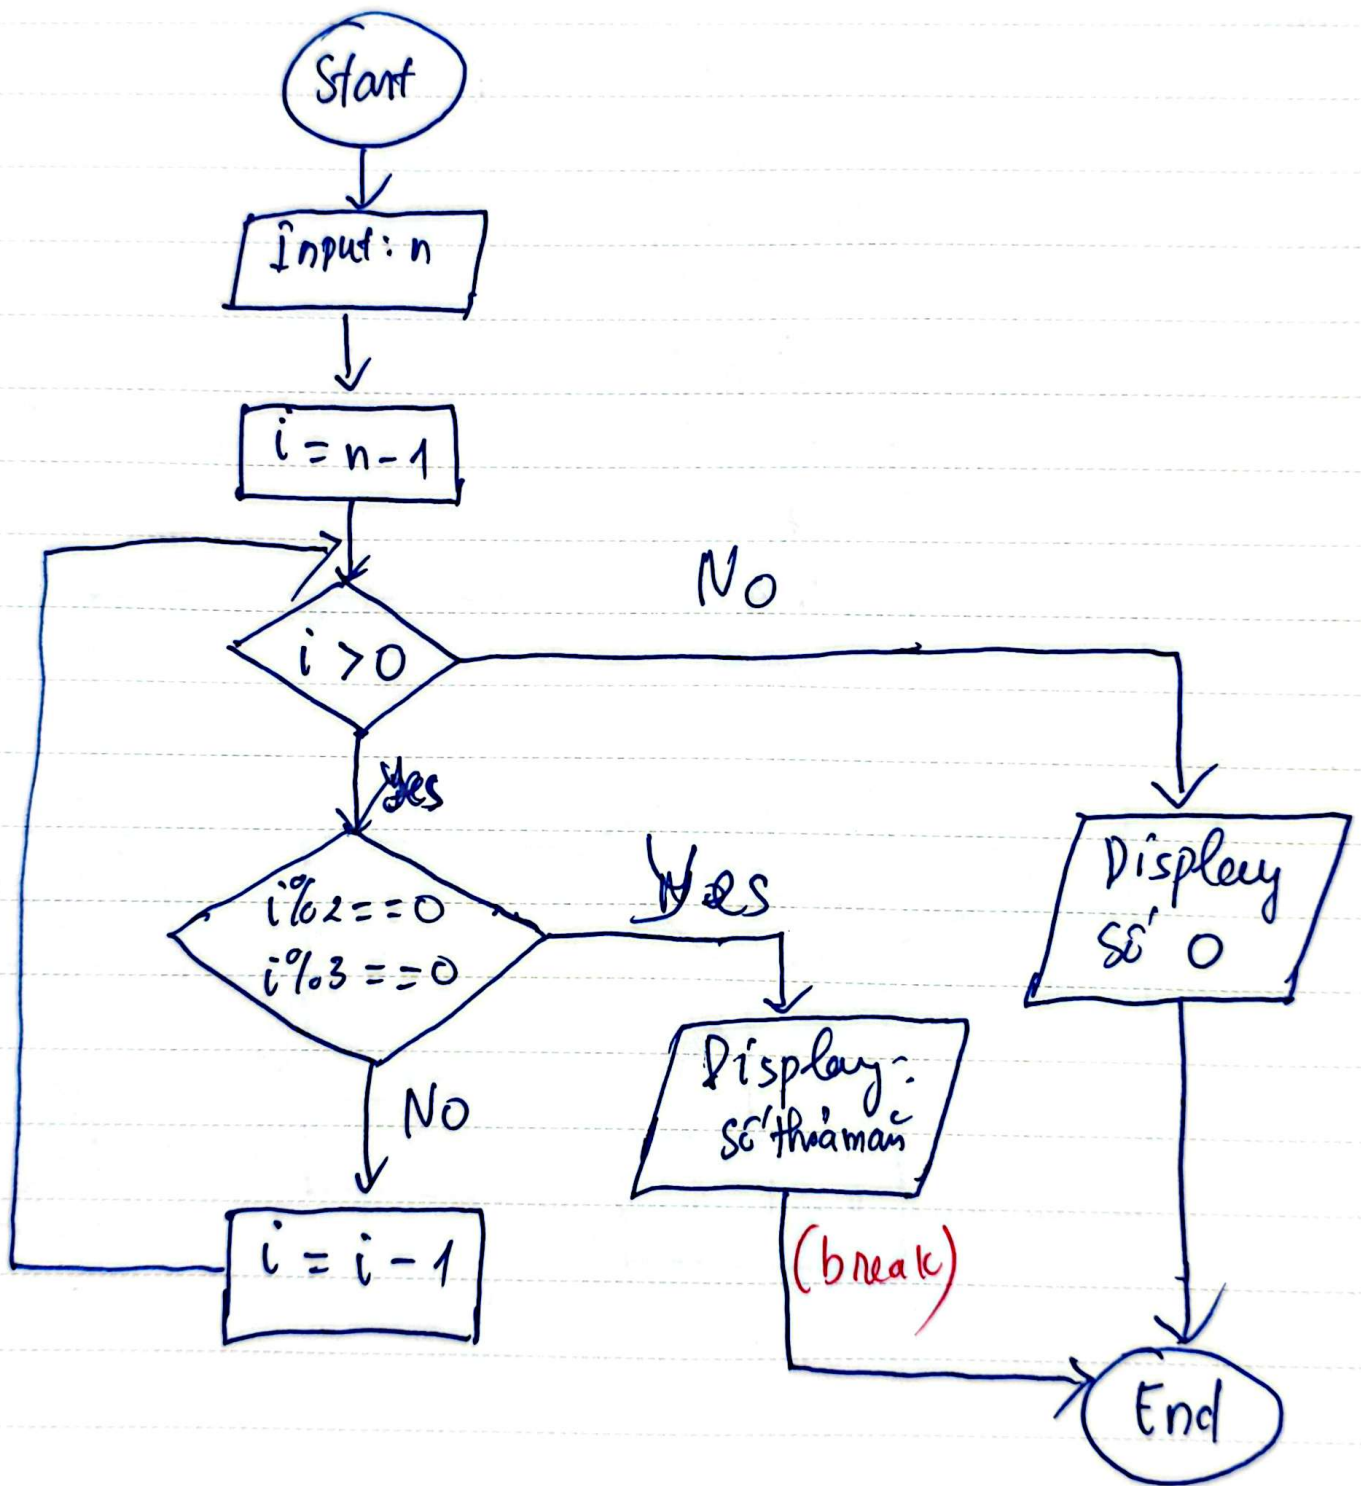 Start
Input: n
i = n-1
No
i > 0
Yes
i%2==0
i%3==0
Yes
Display
số 0
Display:
số thoả mãn
No
(break)
i = i - 1
End